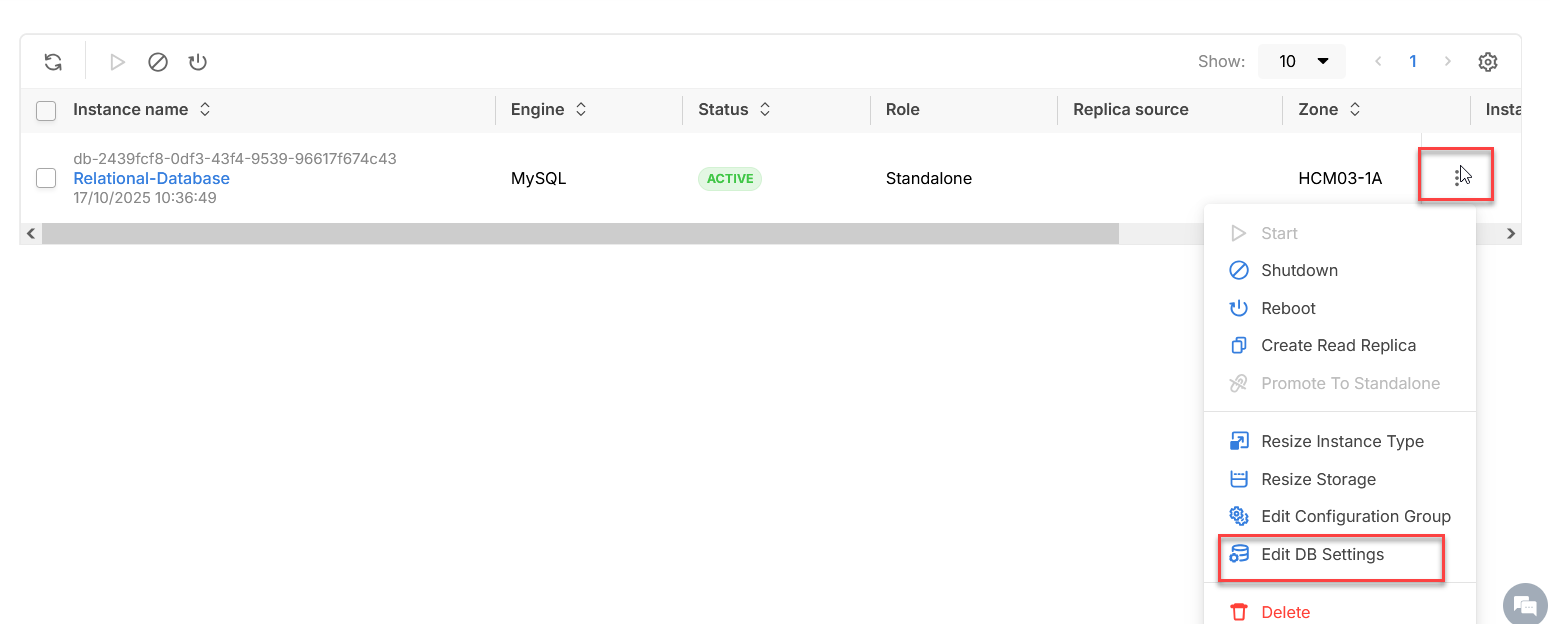 Show: 10 1
Instance name Engine Status Role Replica source Zone Insta
db-2439fcf8-0df3-43f4-9539-96617f674c43
Relational-Database MySQL ACTIVE Standalone HCM03-1A
17/10/2025 10:36:49
Start
Shutdown
Reboot
Create Read Replica
Promote To Standalone
Resize Instance Type
Resize Storage
Edit Configuration Group
Edit DB Settings
Delete